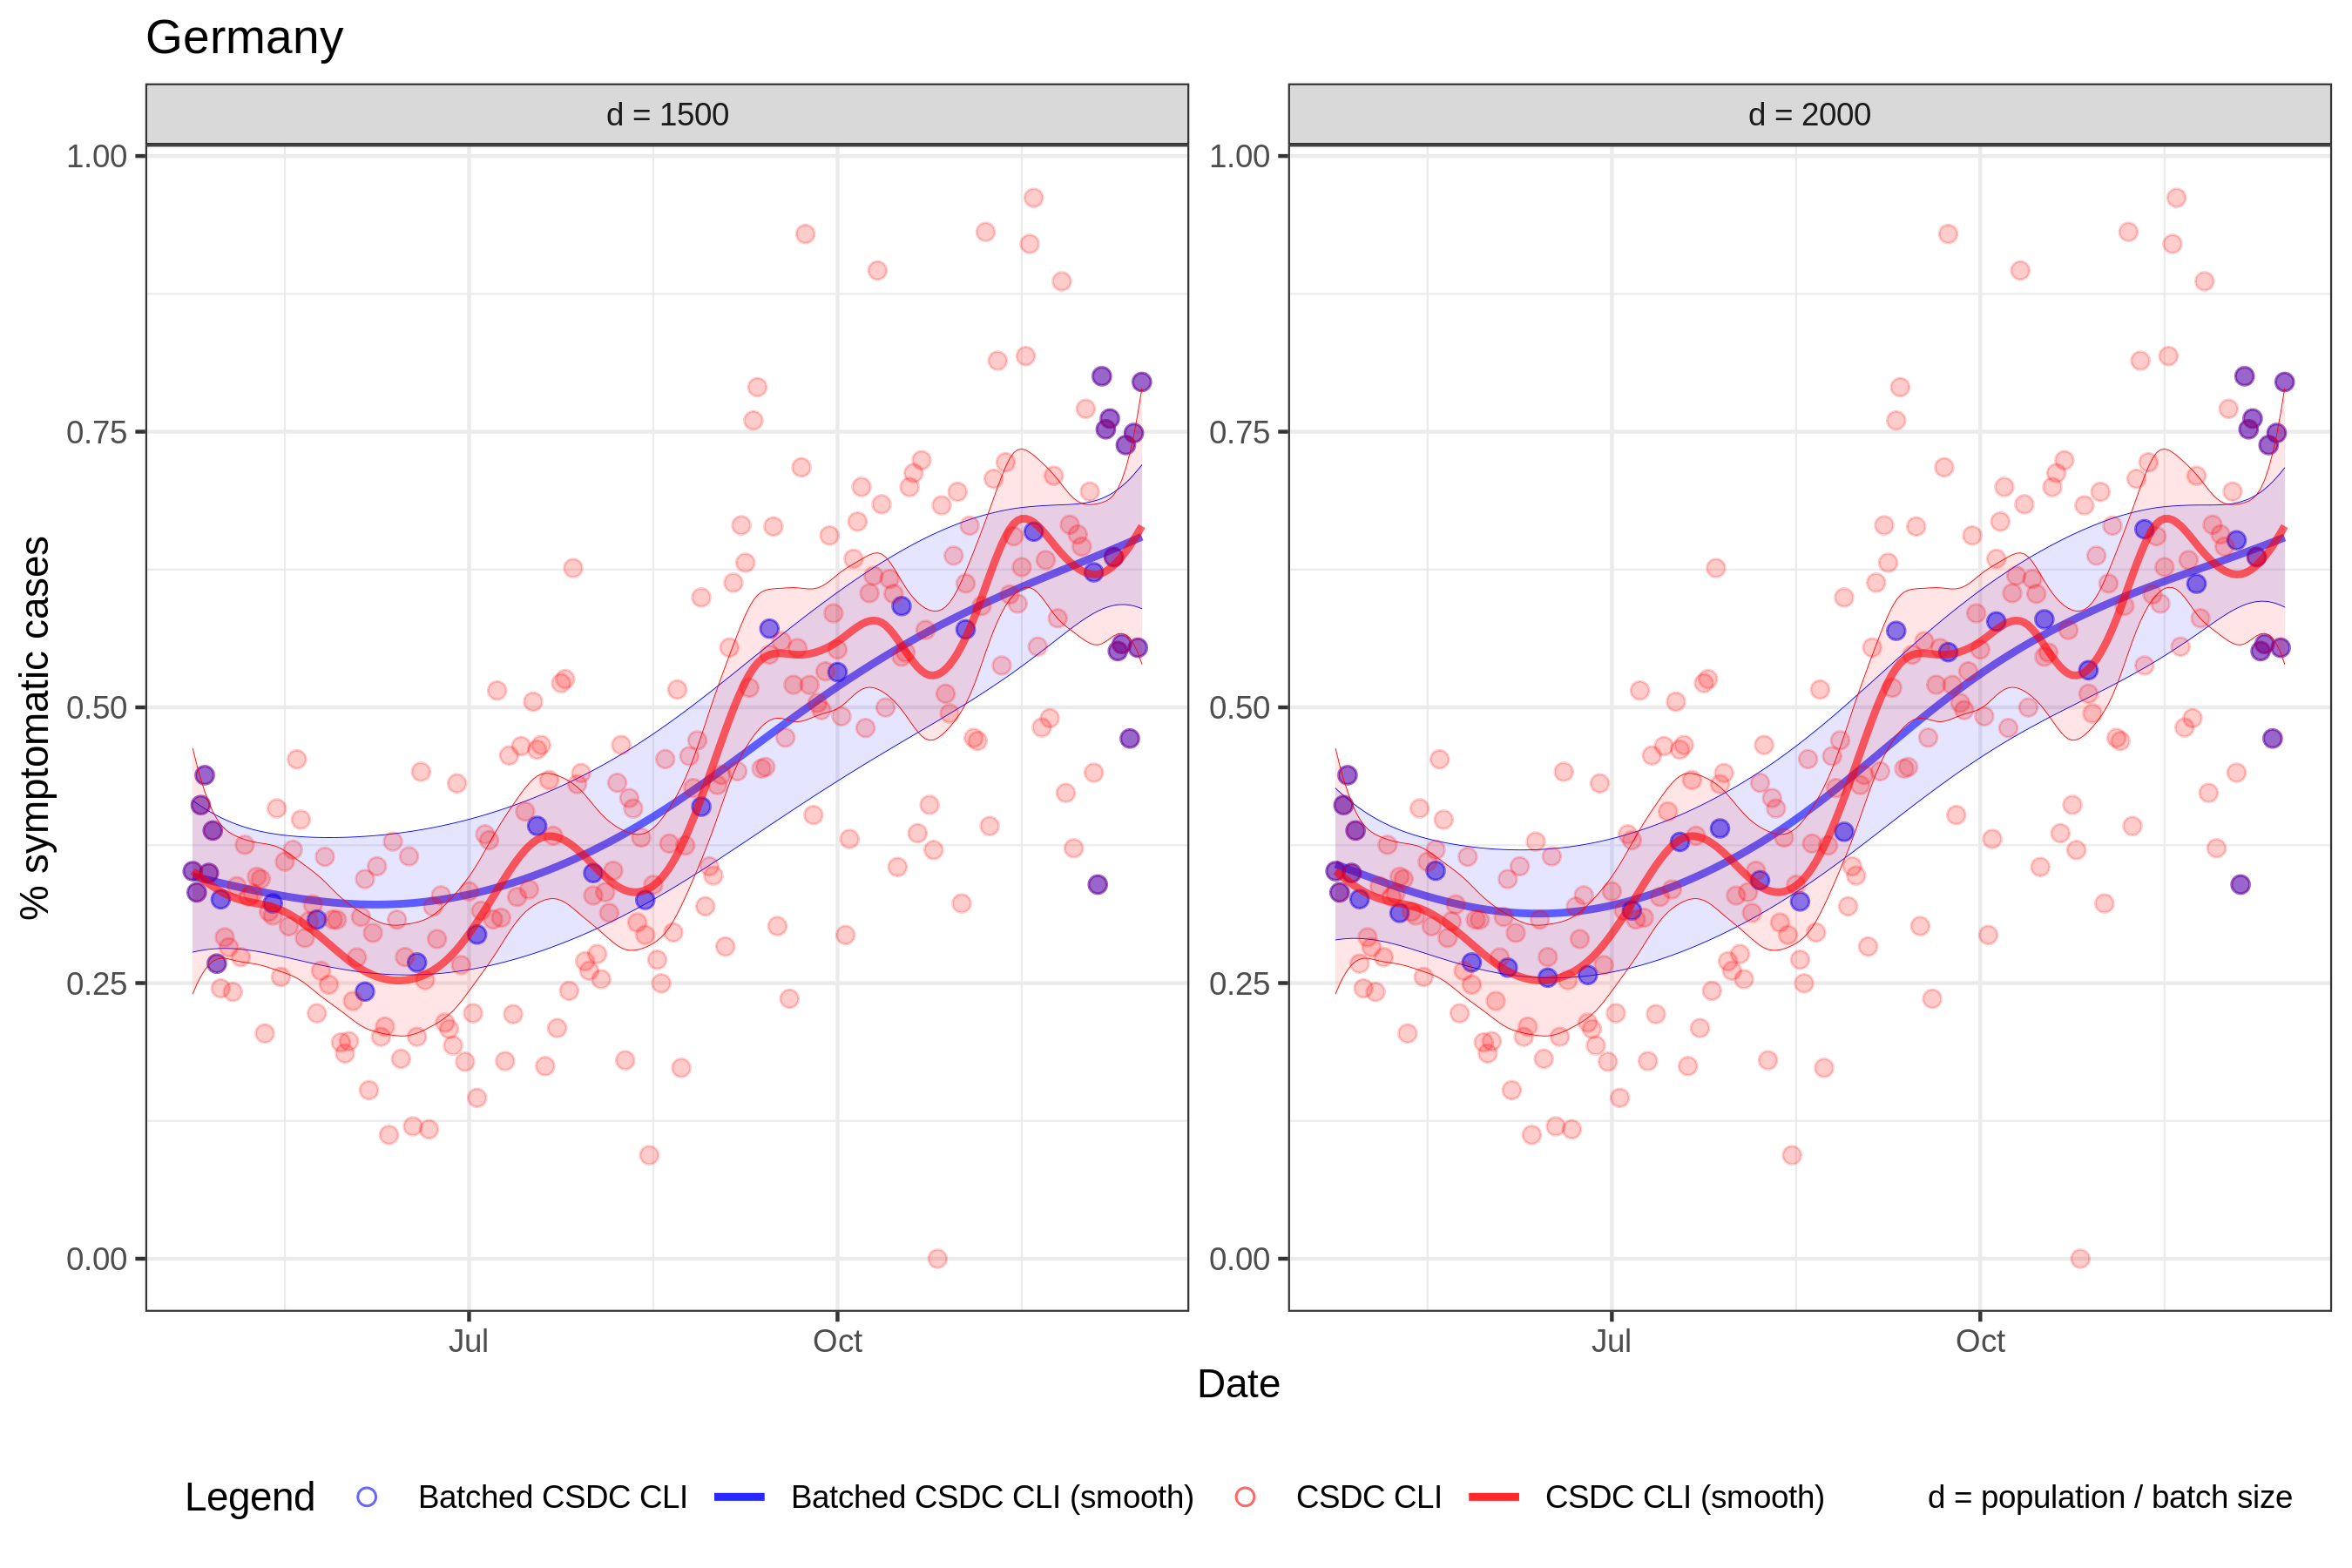 Germany
d = 1500
d = 2000
% symptomatic cases
1.00
0.75
0.50
0.25
0.00
1.00
0.75
0.50
0.25
0.00
Jul
Oct
Jul
Oct
Date
Legend Batched CSDC CLI Batched CSDC CLI (smooth) CSDC CLI CSDC CLI (smooth) d = population / batch size